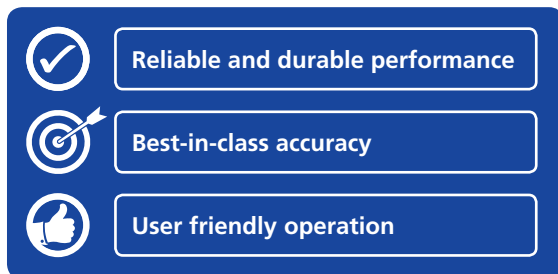 Reliable and durable performance
Best-in-class accuracy
User friendly operation